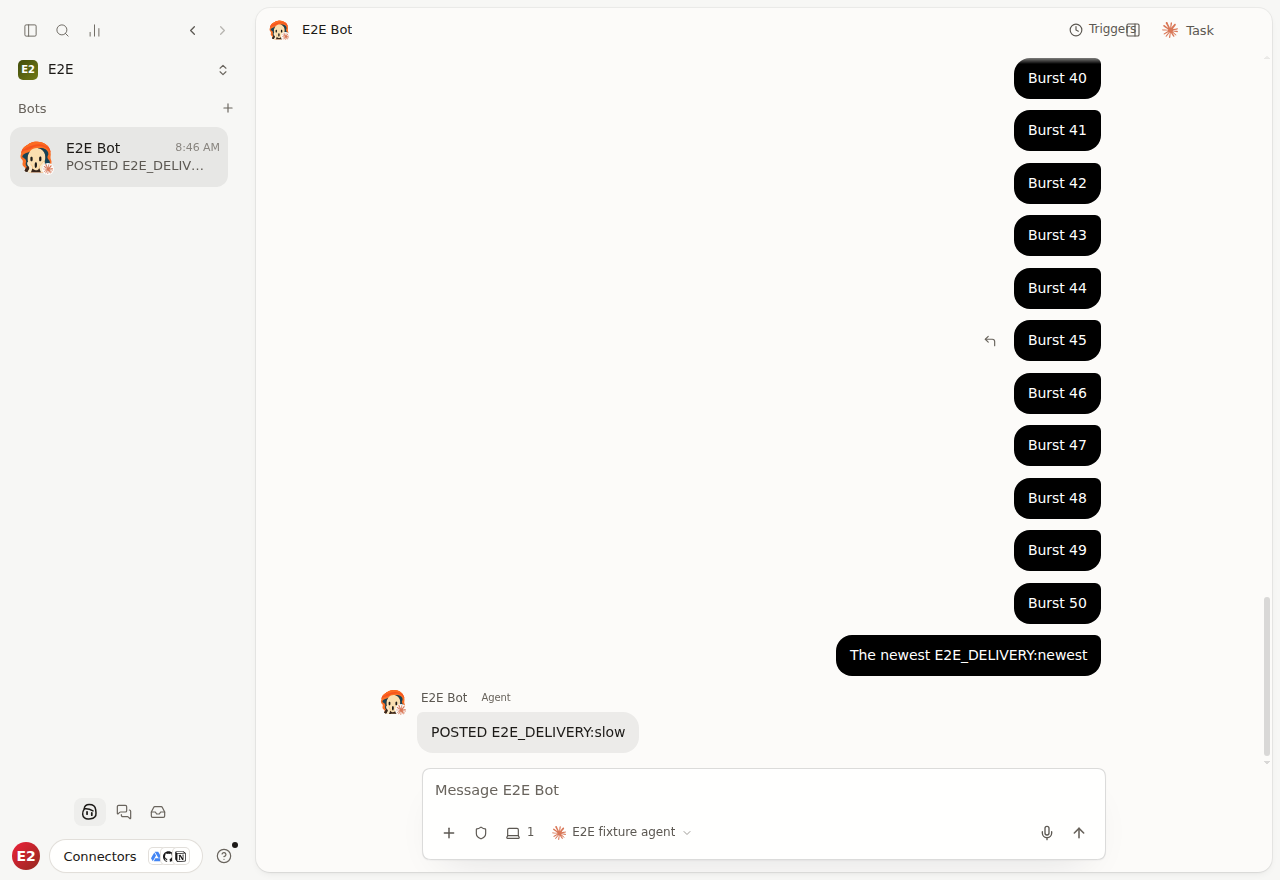 E2E Bot
Triggers
Task
E2 E2E
Bots
E2E Bot 8:46 AM
POSTED E2E_DELIV…
Burst 40
Burst 41
Burst 42
Burst 43
Burst 44
Burst 45
Burst 46
Burst 47
Burst 48
Burst 49
Burst 50
The newest E2E_DELIVERY:newest
E2E Bot Agent
POSTED E2E_DELIVERY:slow
Message E2E Bot
1 E2E fixture agent
E2 Connectors